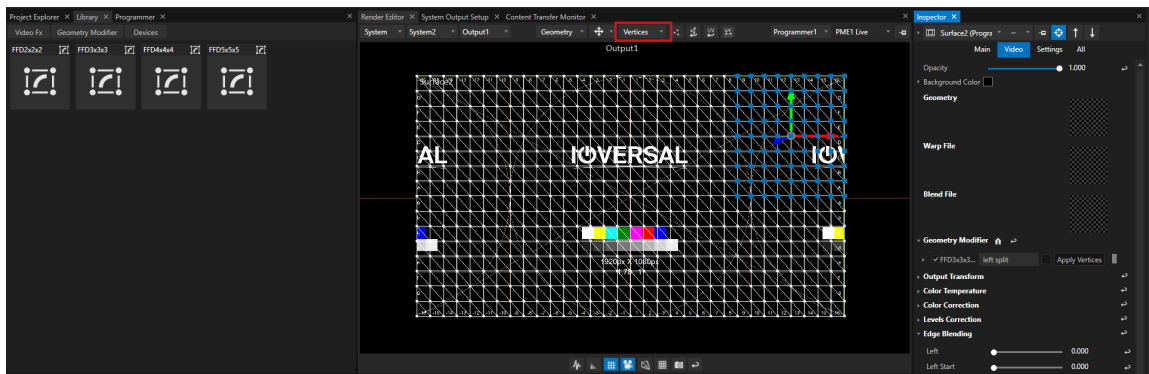 Project Explorer × Library × Programmer ×
Video Fx Geometry Modifier Devices
FFD2x2x2 FFD3x3x3 FFD4x4x4 FFD5x5x5
Render Editor × System Output Setup × Content Transfer Monitor ×
System System2 Output1 Geometry Vertices UV Programmer1 PME1 Live
Output1
Surface2
AL IOVERSAL IOV
1920px X 1080px
Inspector ×
Surface2 (Progra
Main Video Settings All
Opacity 1.000
Background Color
Geometry
Warp File
Blend File
Geometry Modifier
FFD3x3x3... left split Apply Vertices
Output Transform
Color Temperature
Color Correction
Levels Correction
Edge Blending
Left 0.000
Left Start 0.000